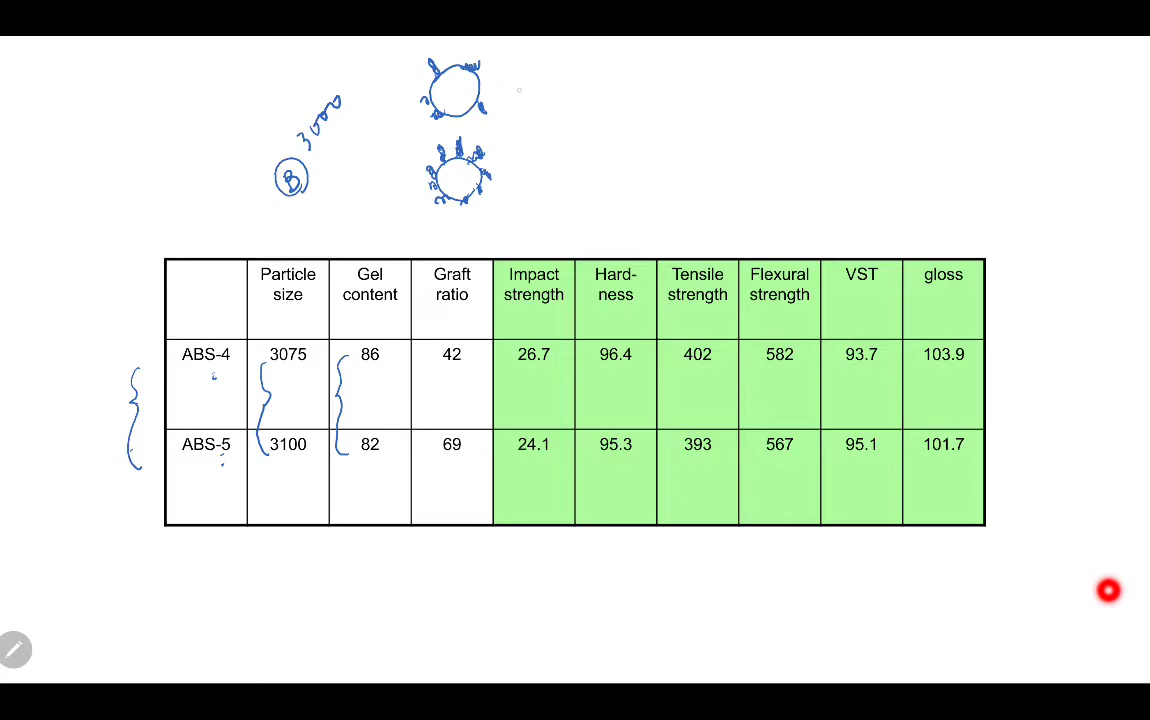 3000
B
Particle size Gel content Graft ratio Impact strength Hard-ness Tensile strength Flexural strength VST gloss
ABS-4 3075 86 42 26.7 96.4 402 582 93.7 103.9
ABS-5 3100 82 69 24.1 95.3 393 567 95.1 101.7